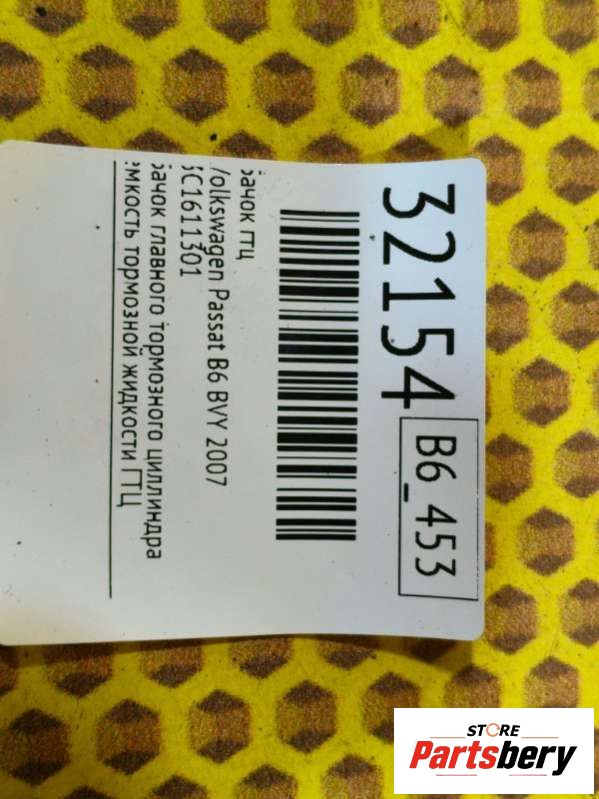 32154
B6_453
бачок гтц
Volkswagen Passat B6 BVY 2007
3C1611301
бачок главного тормозного циллиндра
емкость тормозной жидкости ГТЦ
STORE
Partsbery